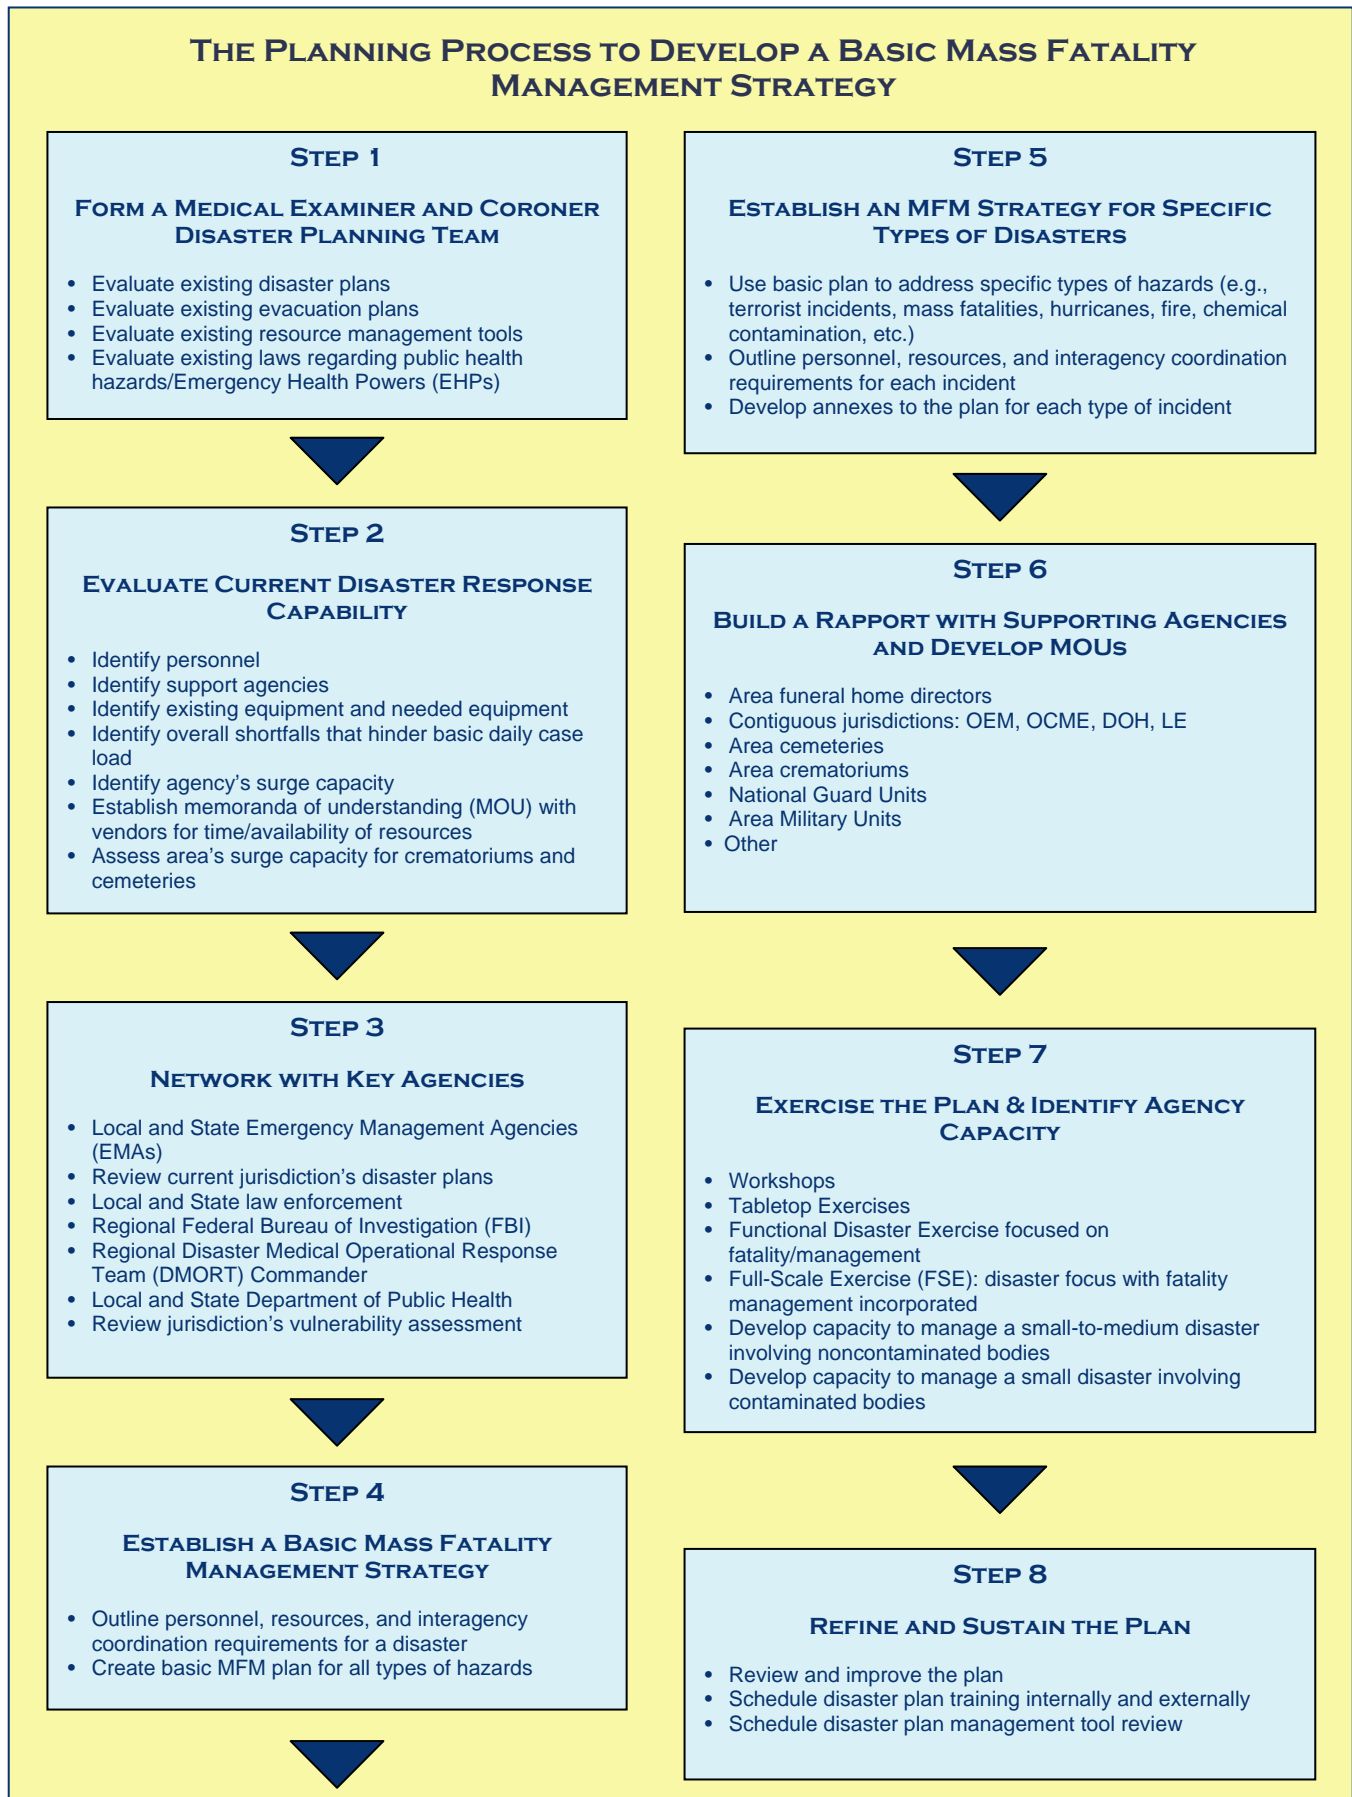 The Planning Process to Develop a Basic Mass Fatality
Management Strategy
Step 1
Form a Medical Examiner and Coroner
Disaster Planning Team
• Evaluate existing disaster plans
• Evaluate existing evacuation plans
• Evaluate existing resource management tools
• Evaluate existing laws regarding public health
hazards/Emergency Health Powers (EHPs)
Step 2
Evaluate Current Disaster Response
Capability
• Identify personnel
• Identify support agencies
• Identify existing equipment and needed equipment
• Identify overall shortfalls that hinder basic daily case
load
• Identify agency’s surge capacity
• Establish memoranda of understanding (MOU) with
vendors for time/availability of resources
• Assess area’s surge capacity for crematoriums and
cemeteries
Step 3
Network with Key Agencies
• Local and State Emergency Management Agencies
(EMAs)
• Review current jurisdiction’s disaster plans
• Local and State law enforcement
• Regional Federal Bureau of Investigation (FBI)
• Regional Disaster Medical Operational Response
Team (DMORT) Commander
• Local and State Department of Public Health
• Review jurisdiction’s vulnerability assessment
Step 4
Establish a Basic Mass Fatality
Management Strategy
• Outline personnel, resources, and interagency
coordination requirements for a disaster
• Create basic MFM plan for all types of hazards
Step 5
Establish an MFM Strategy for Specific
Types of Disasters
• Use basic plan to address specific types of hazards (e.g.,
terrorist incidents, mass fatalities, hurricanes, fire, chemical
contamination, etc.)
• Outline personnel, resources, and interagency coordination
requirements for each incident
• Develop annexes to the plan for each type of incident
Step 6
Build a Rapport with Supporting Agencies
and Develop MOUs
• Area funeral home directors
• Contiguous jurisdictions: OEM, OCME, DOH, LE
• Area cemeteries
• Area crematoriums
• National Guard Units
• Area Military Units
• Other
Step 7
Exercise the Plan & Identify Agency
Capacity
• Workshops
• Tabletop Exercises
• Functional Disaster Exercise focused on
fatality/management
• Full-Scale Exercise (FSE): disaster focus with fatality
management incorporated
• Develop capacity to manage a small-to-medium disaster
involving noncontaminated bodies
• Develop capacity to manage a small disaster involving
contaminated bodies
Step 8
Refine and Sustain the Plan
• Review and improve the plan
• Schedule disaster plan training internally and externally
• Schedule disaster plan management tool review